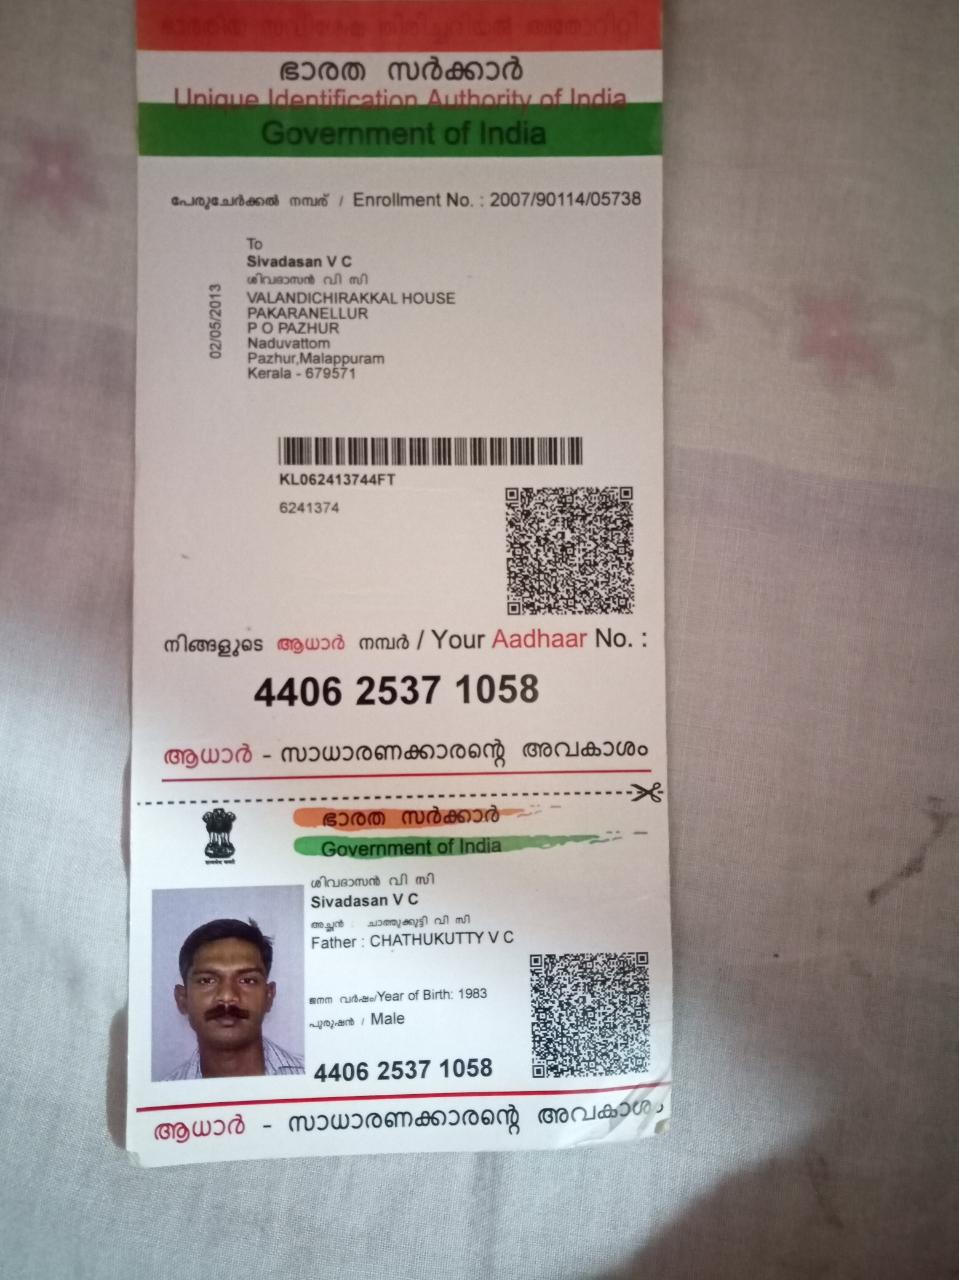 ഭാരത സർക്കാർ
Unique Identification Authority of India
Government of India
പേരുചേർക്കൽ നമ്പര് / Enrollment No. : 2007/90114/05738
02/05/2013
To
Sivadasan V C
ശിവദാസൻ വി സി
VALANDICHIRAKKAL HOUSE
PAKARANELLUR
P O PAZHUR
Naduvattom
Pazhur,Malappuram
Kerala - 679571
KL062413744FT
6241374
നിങ്ങളുടെ ആധാർ നമ്പർ / Your Aadhaar No. :
4406 2537 1058
ആധാർ - സാധാരണക്കാരന്റെ അവകാശം
ഭാരത സർക്കാർ
Government of India
ശിവദാസൻ വി സി
Sivadasan V C
അച്ഛൻ : ചാത്തുക്കുട്ടി വി സി
Father : CHATHUKUTTY V C
ജനന വർഷം/Year of Birth: 1983
പുരുഷൻ / Male
4406 2537 1058
ആധാർ - സാധാരണക്കാരന്റെ അവകാശം